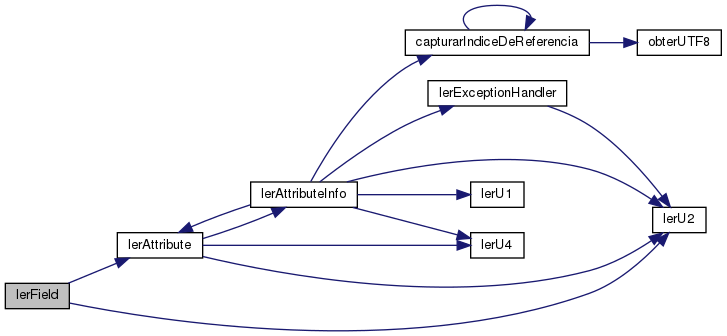 capturarIndiceDeReferencia
obterUTF8
lerExceptionHandler
lerAttributeInfo
lerU1
lerU2
lerAttribute
lerU4
lerField